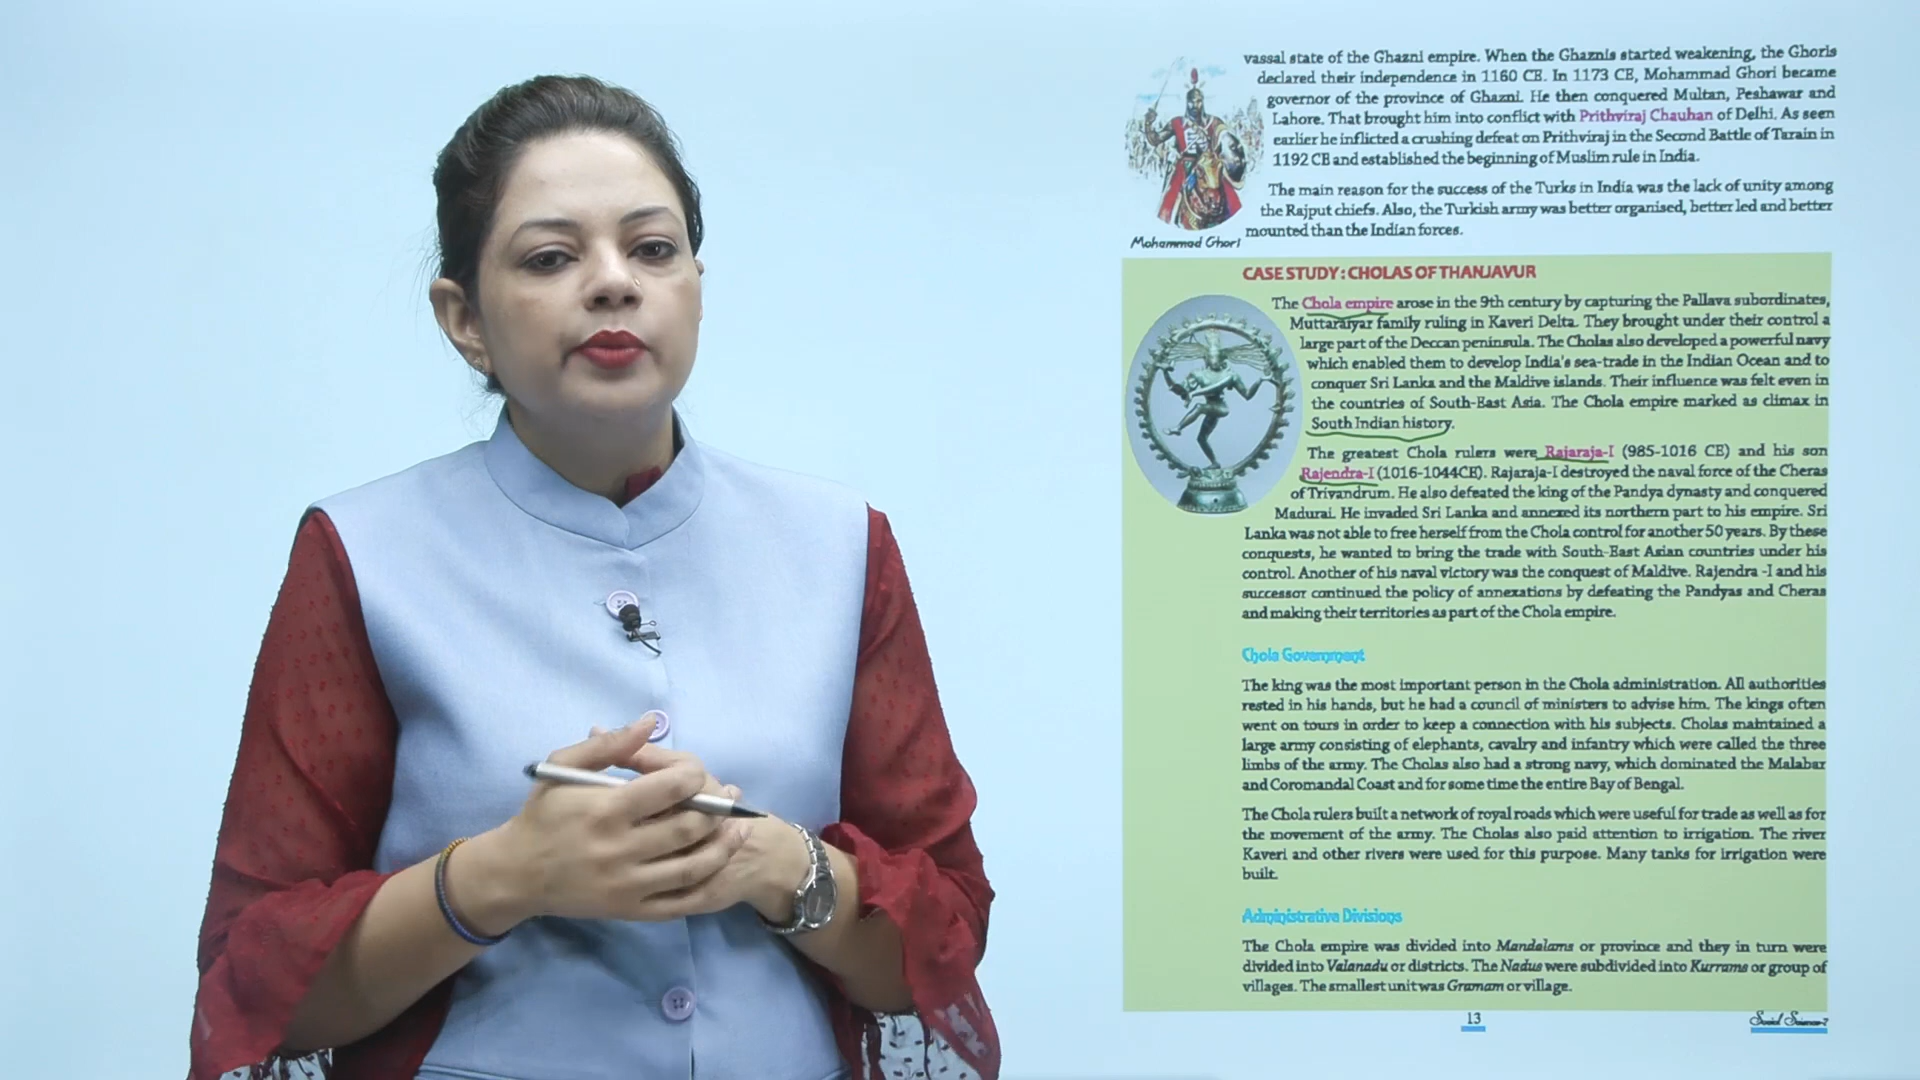 vassal state of the Ghazni empire. When the Ghaznis started weakening, the Ghoris
declared their independence in 1160 CE. In 1173 CE, Mohammad Ghori became
governor of the province of Ghazni. He then conquered Multan, Peshawar and
Lahore. That brought him into conflict with Prithviraj Chauhan of Delhi. As seen
earlier he inflicted a crushing defeat on Prithviraj in the Second Battle of Tarain in
1192 CE and established the beginning of Muslim rule in India.
The main reason for the success of the Turks in India was the lack of unity among
the Rajput chiefs. Also, the Turkish army was better organised, better led and better
mounted than the Indian forces.
Mohammad Ghori
CASE STUDY : CHOLAS OF THANJAVUR
The Chola empire arose in the 9th century by capturing the Pallava subordinates,
Muttaraiyar family ruling in Kaveri Delta. They brought under their control a
large part of the Deccan peninsula. The Cholas also developed a powerful navy
which enabled them to develop India's sea-trade in the Indian Ocean and to
conquer Sri Lanka and the Maldive islands. Their influence was felt even in
the countries of South-East Asia. The Chola empire marked as climax in
South Indian history.
The greatest Chola rulers were Rajaraja-I (985-1016 CE) and his son
Rajendra-I (1016-1044CE). Rajaraja-I destroyed the naval force of the Cheras
of Trivandrum. He also defeated the king of the Pandya dynasty and conquered
Madurai. He invaded Sri Lanka and annexed its northern part to his empire. Sri
Lanka was not able to free herself from the Chola control for another 50 years. By these
conquests, he wanted to bring the trade with South-East Asian countries under his
control. Another of his naval victory was the conquest of Maldive. Rajendra -I and his
successor continued the policy of annexations by defeating the Pandyas and Cheras
and making their territories as part of the Chola empire.
Chola Government
The king was the most important person in the Chola administration. All authorities
rested in his hands, but he had a council of ministers to advise him. The kings often
went on tours in order to keep a connection with his subjects. Cholas maintained a
large army consisting of elephants, cavalry and infantry which were called the three
limbs of the army. The Cholas also had a strong navy, which dominated the Malabar
and Coromandal Coast and for some time the entire Bay of Bengal.
The Chola rulers built a network of royal roads which were useful for trade as well as for
the movement of the army. The Cholas also paid attention to irrigation. The river
Kaveri and other rivers were used for this purpose. Many tanks for irrigation were
built.
Administrative Divisions
The Chola empire was divided into Mandalams or province and they in turn were
divided into Valanadu or districts. The Nadus were subdivided into Kurrams or group of
villages. The smallest unit was Gramam or village.
13
Social Science-7